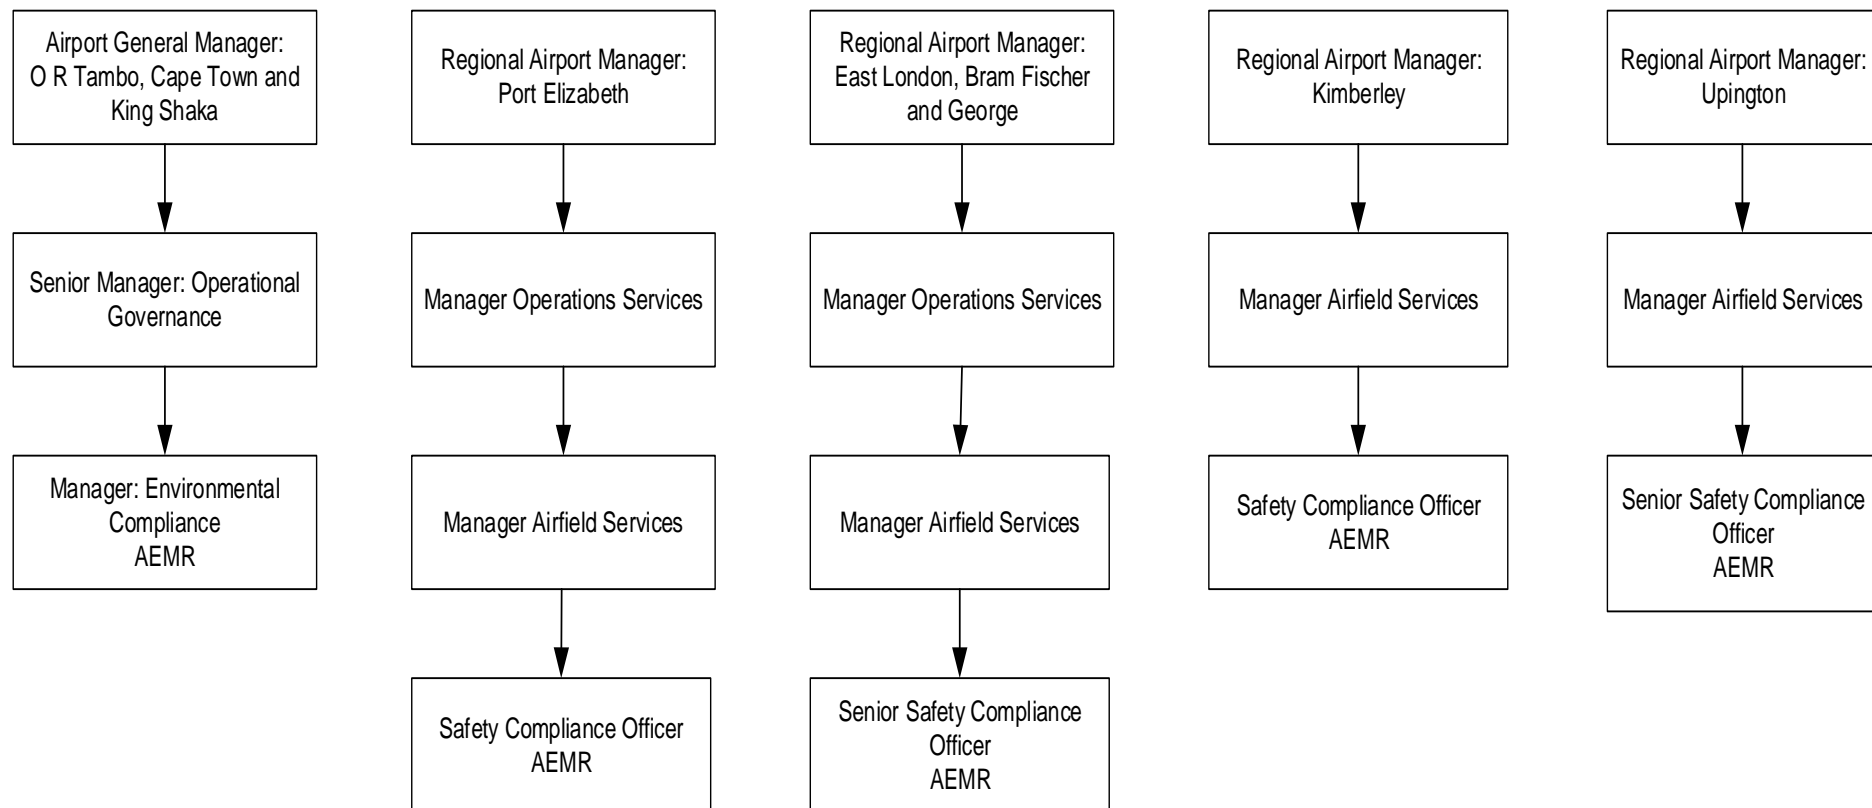 Airport General Manager:
O R Tambo, Cape Town and
King Shaka
Regional Airport Manager:
Port Elizabeth
Regional Airport Manager:
East London, Bram Fischer
and George
Regional Airport Manager:
Kimberley
Regional Airport Manager:
Upington
Senior Manager: Operational
Governance
Manager Operations Services
Manager Operations Services
Manager Airfield Services
Manager Airfield Services
Manager: Environmental
Compliance
AEMR
Manager Airfield Services
Manager Airfield Services
Safety Compliance Officer
AEMR
Senior Safety Compliance
Officer
AEMR
Safety Compliance Officer
AEMR
Senior Safety Compliance
Officer
AEMR